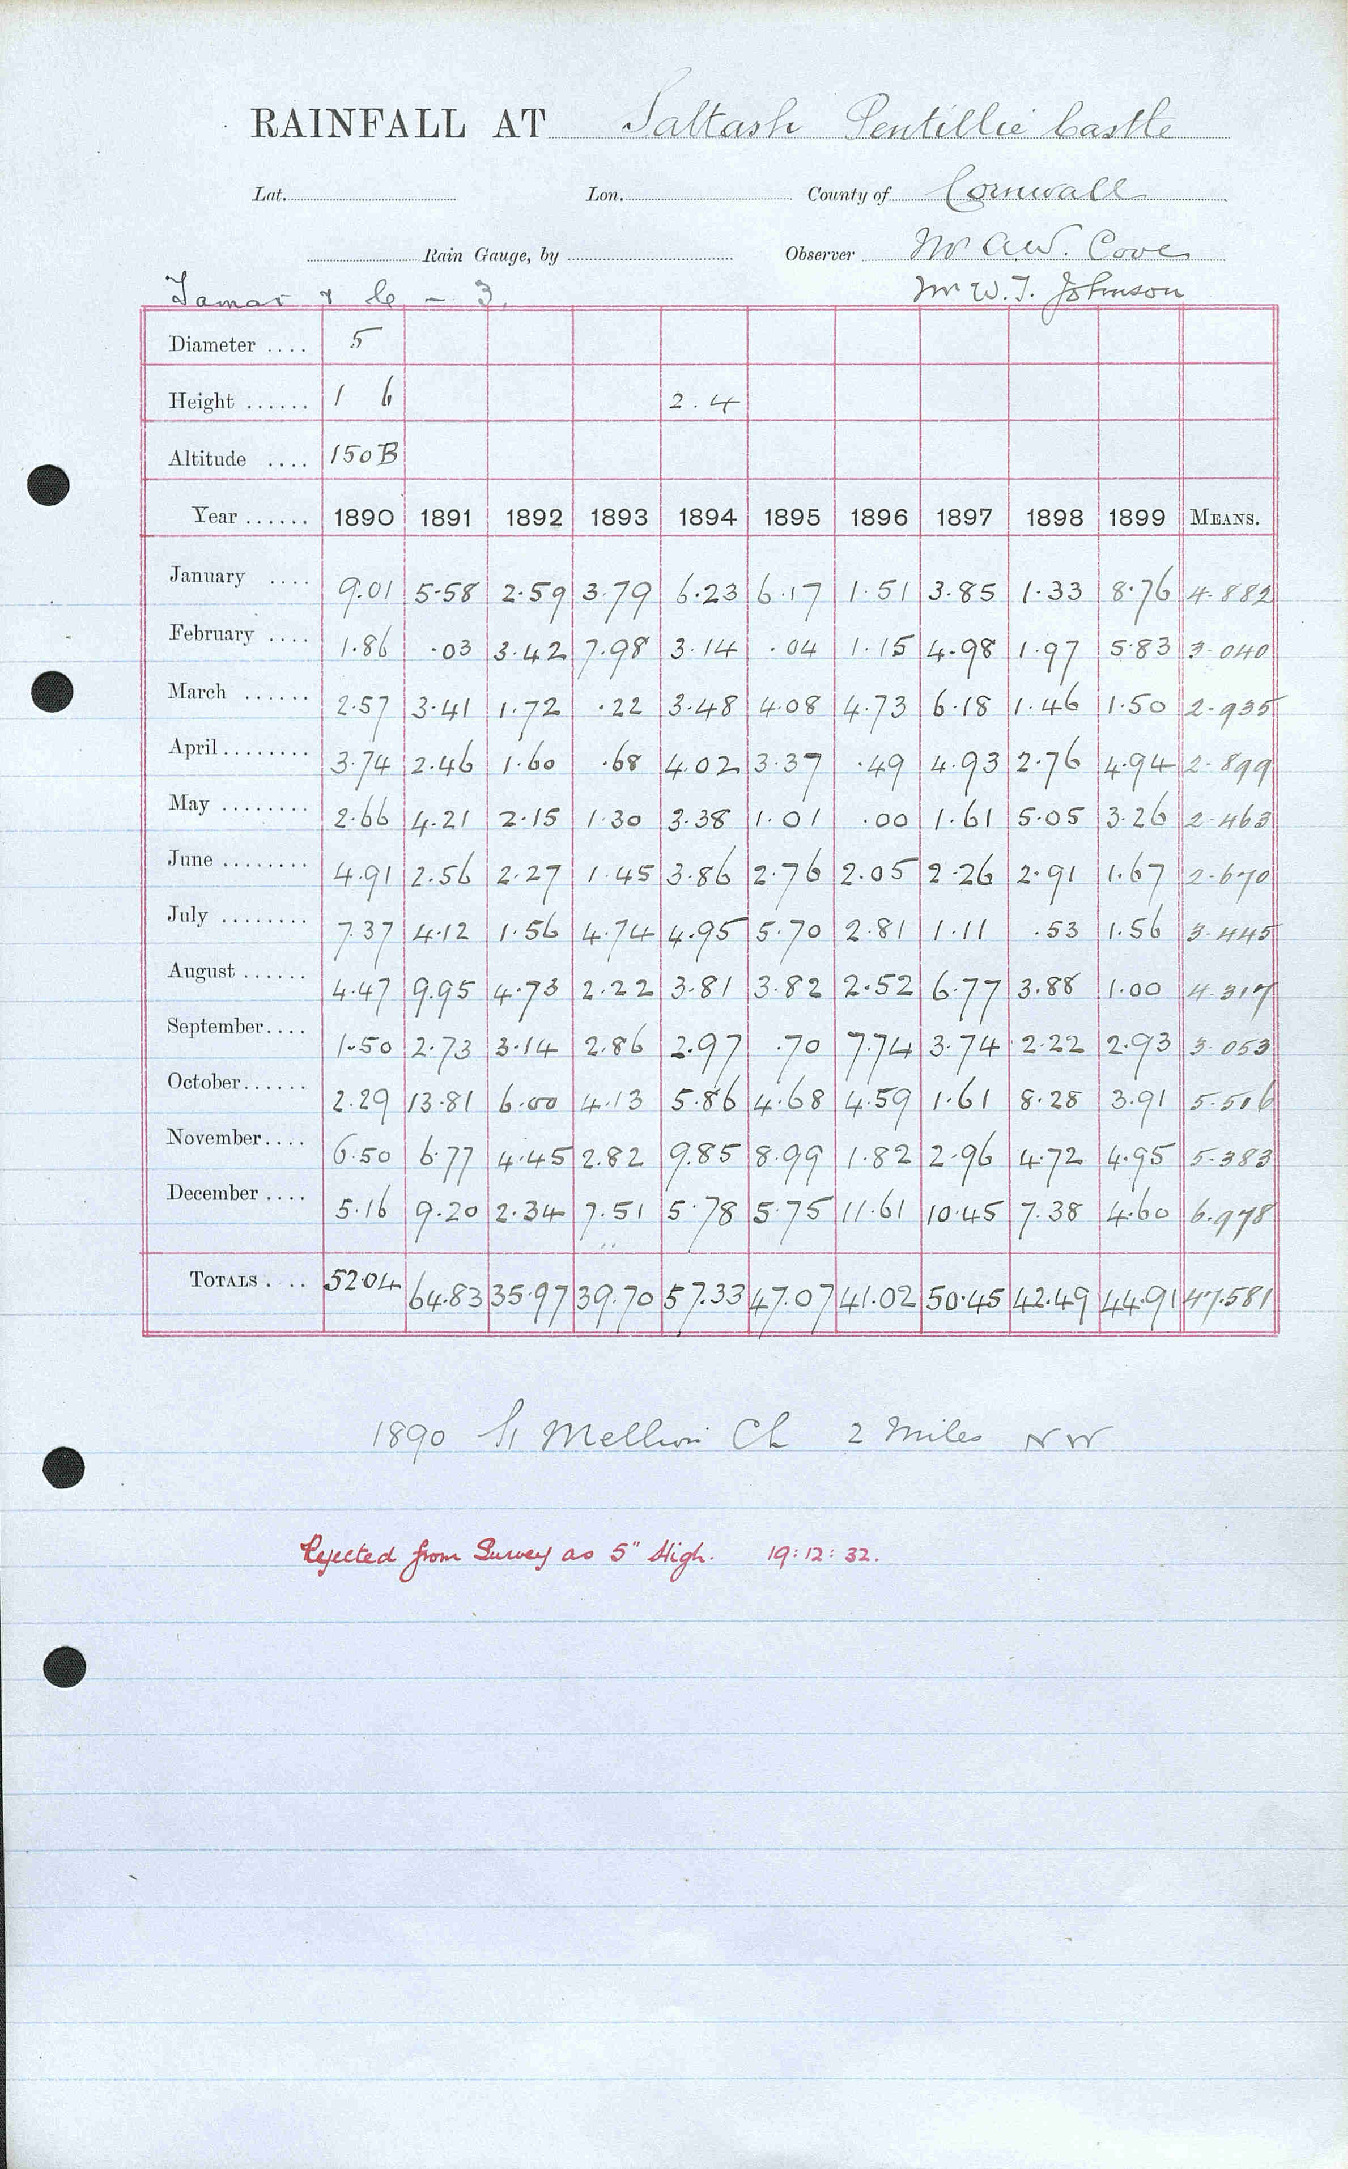 RAINFALL AT Saltash Pentillie Castle
Lat. Lon. County of Cornwall
Rain Gauge, by Observer Mr A.W. Cove
Tamar & C - 3. Mr W.T. Johnson
Diameter .... 5
Height ...... 1 6 2.4
Altitude .... 150B
Year ...... 1890 1891 1892 1893 1894 1895 1896 1897 1898 1899 MEANS.
January .... 9.01 5.58 2.59 3.79 6.23 6.17 1.51 3.85 1.33 8.76 4.882
February .... 1.86 .03 3.42 7.98 3.14 .04 1.15 4.98 1.97 5.83 3.040
March ...... 2.57 3.41 1.72 .22 3.48 4.08 4.73 6.18 1.46 1.50 2.935
April ........ 3.74 2.46 1.60 .68 4.02 3.37 .49 4.93 2.76 4.94 2.899
May ........ 2.66 4.21 2.15 1.30 3.38 1.01 .00 1.61 5.05 3.26 2.463
June ........ 4.91 2.56 2.27 1.45 3.86 2.76 2.05 2.26 2.91 1.67 2.670
July ........ 7.37 4.12 1.56 4.74 4.95 5.70 2.81 1.11 .53 1.56 3.445
August ...... 4.47 9.95 4.73 2.22 3.81 3.82 2.52 6.77 3.88 1.00 4.317
September .... 1.50 2.73 3.14 2.86 2.97 .70 7.74 3.74 2.22 2.93 3.053
October ...... 2.29 13.81 6.00 4.13 5.86 4.68 4.59 1.61 8.28 3.91 5.516
November .... 6.50 6.77 4.45 2.82 9.85 8.99 1.82 2.96 4.72 4.95 5.383
December .... 5.16 9.20 2.34 7.51 5.78 5.75 11.61 10.45 7.38 4.60 6.978
TOTALS . .. 52.04 64.83 35.97 39.70 57.33 47.07 41.02 50.45 42.49 44.91 47.581
1890 St Mellion Ch 2 Miles NW
Rejected from Survey as 5" High. 19:12:32.